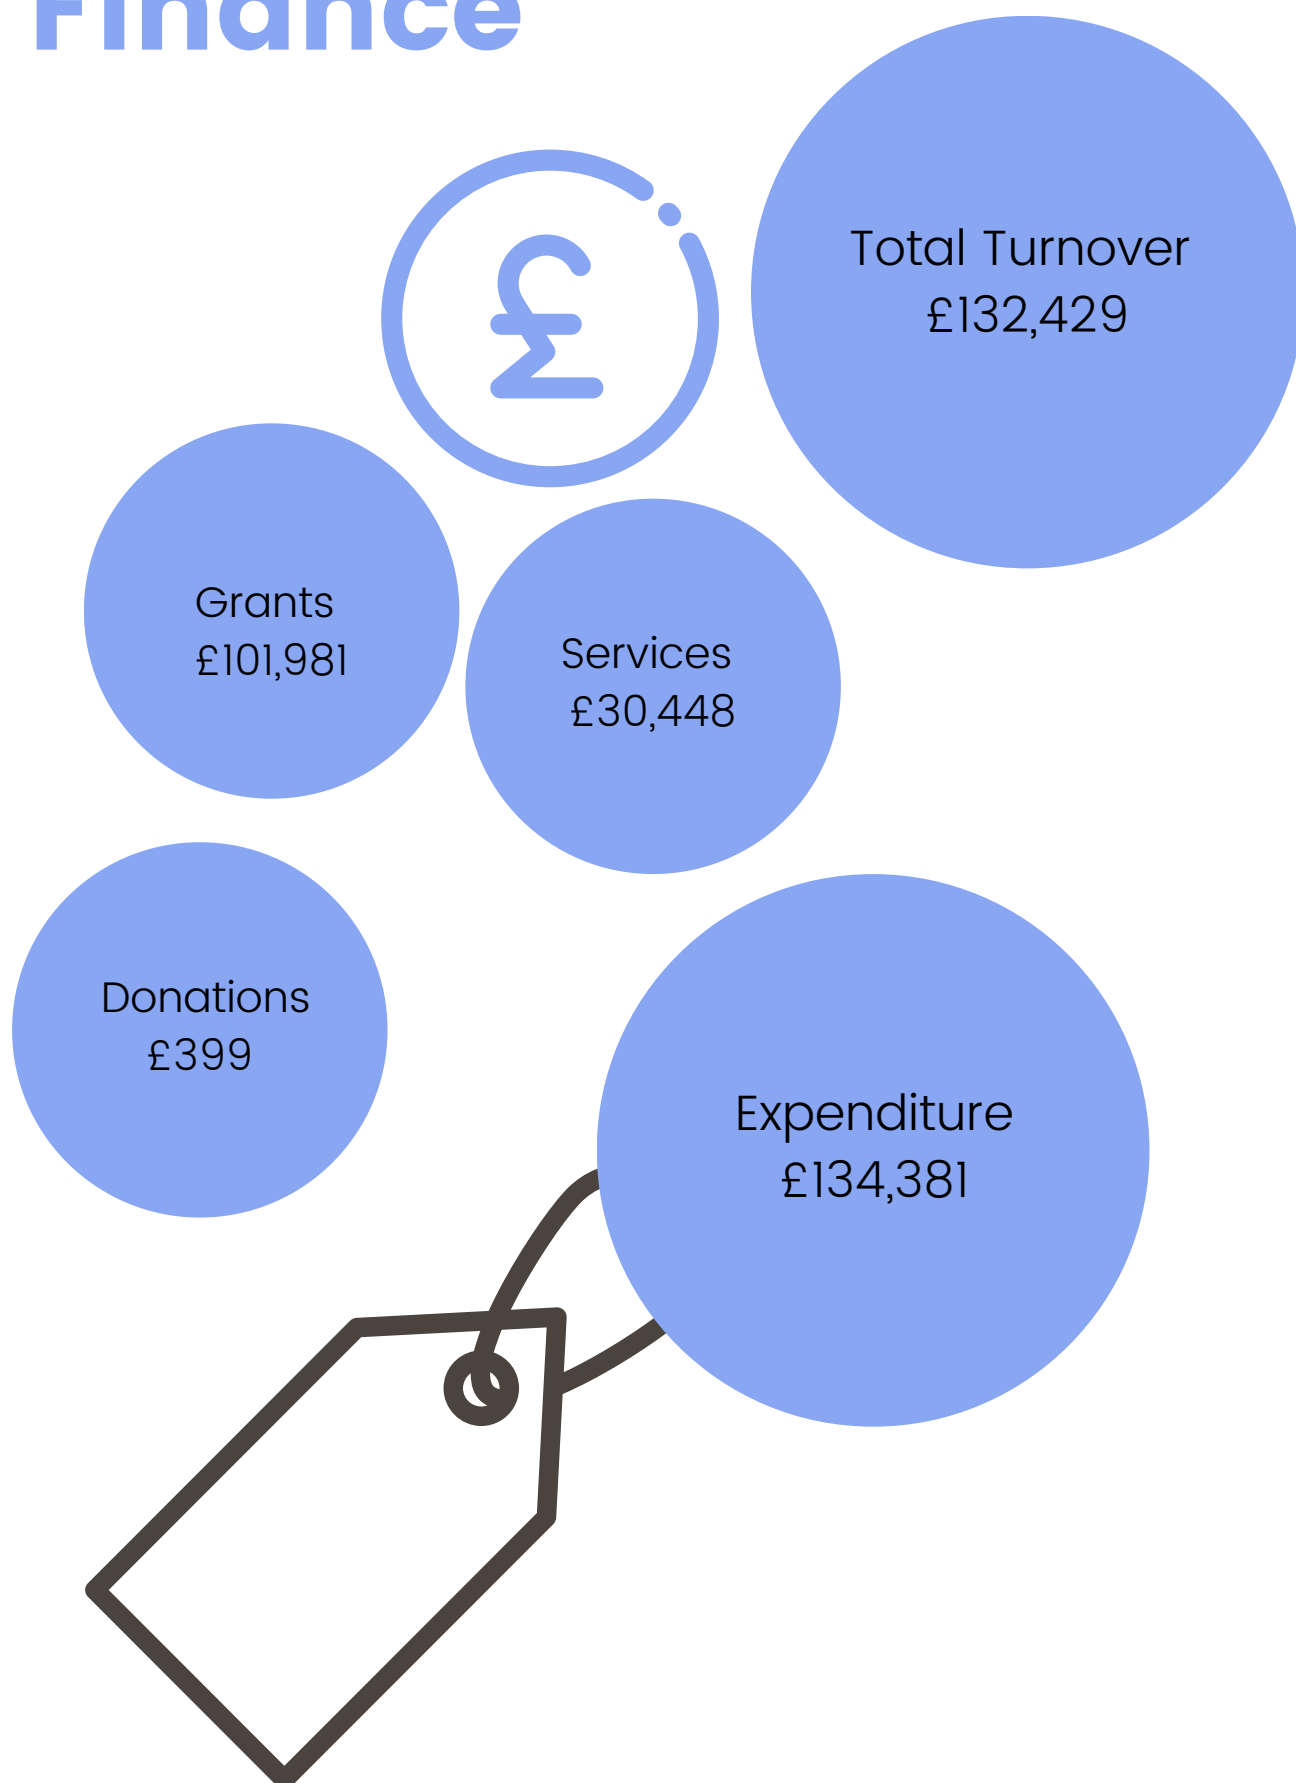 Finance
Total Turnover
£132,429
£
Grants
£101,981
Services
£30,448
Donations
£399
Expenditure
£134,381